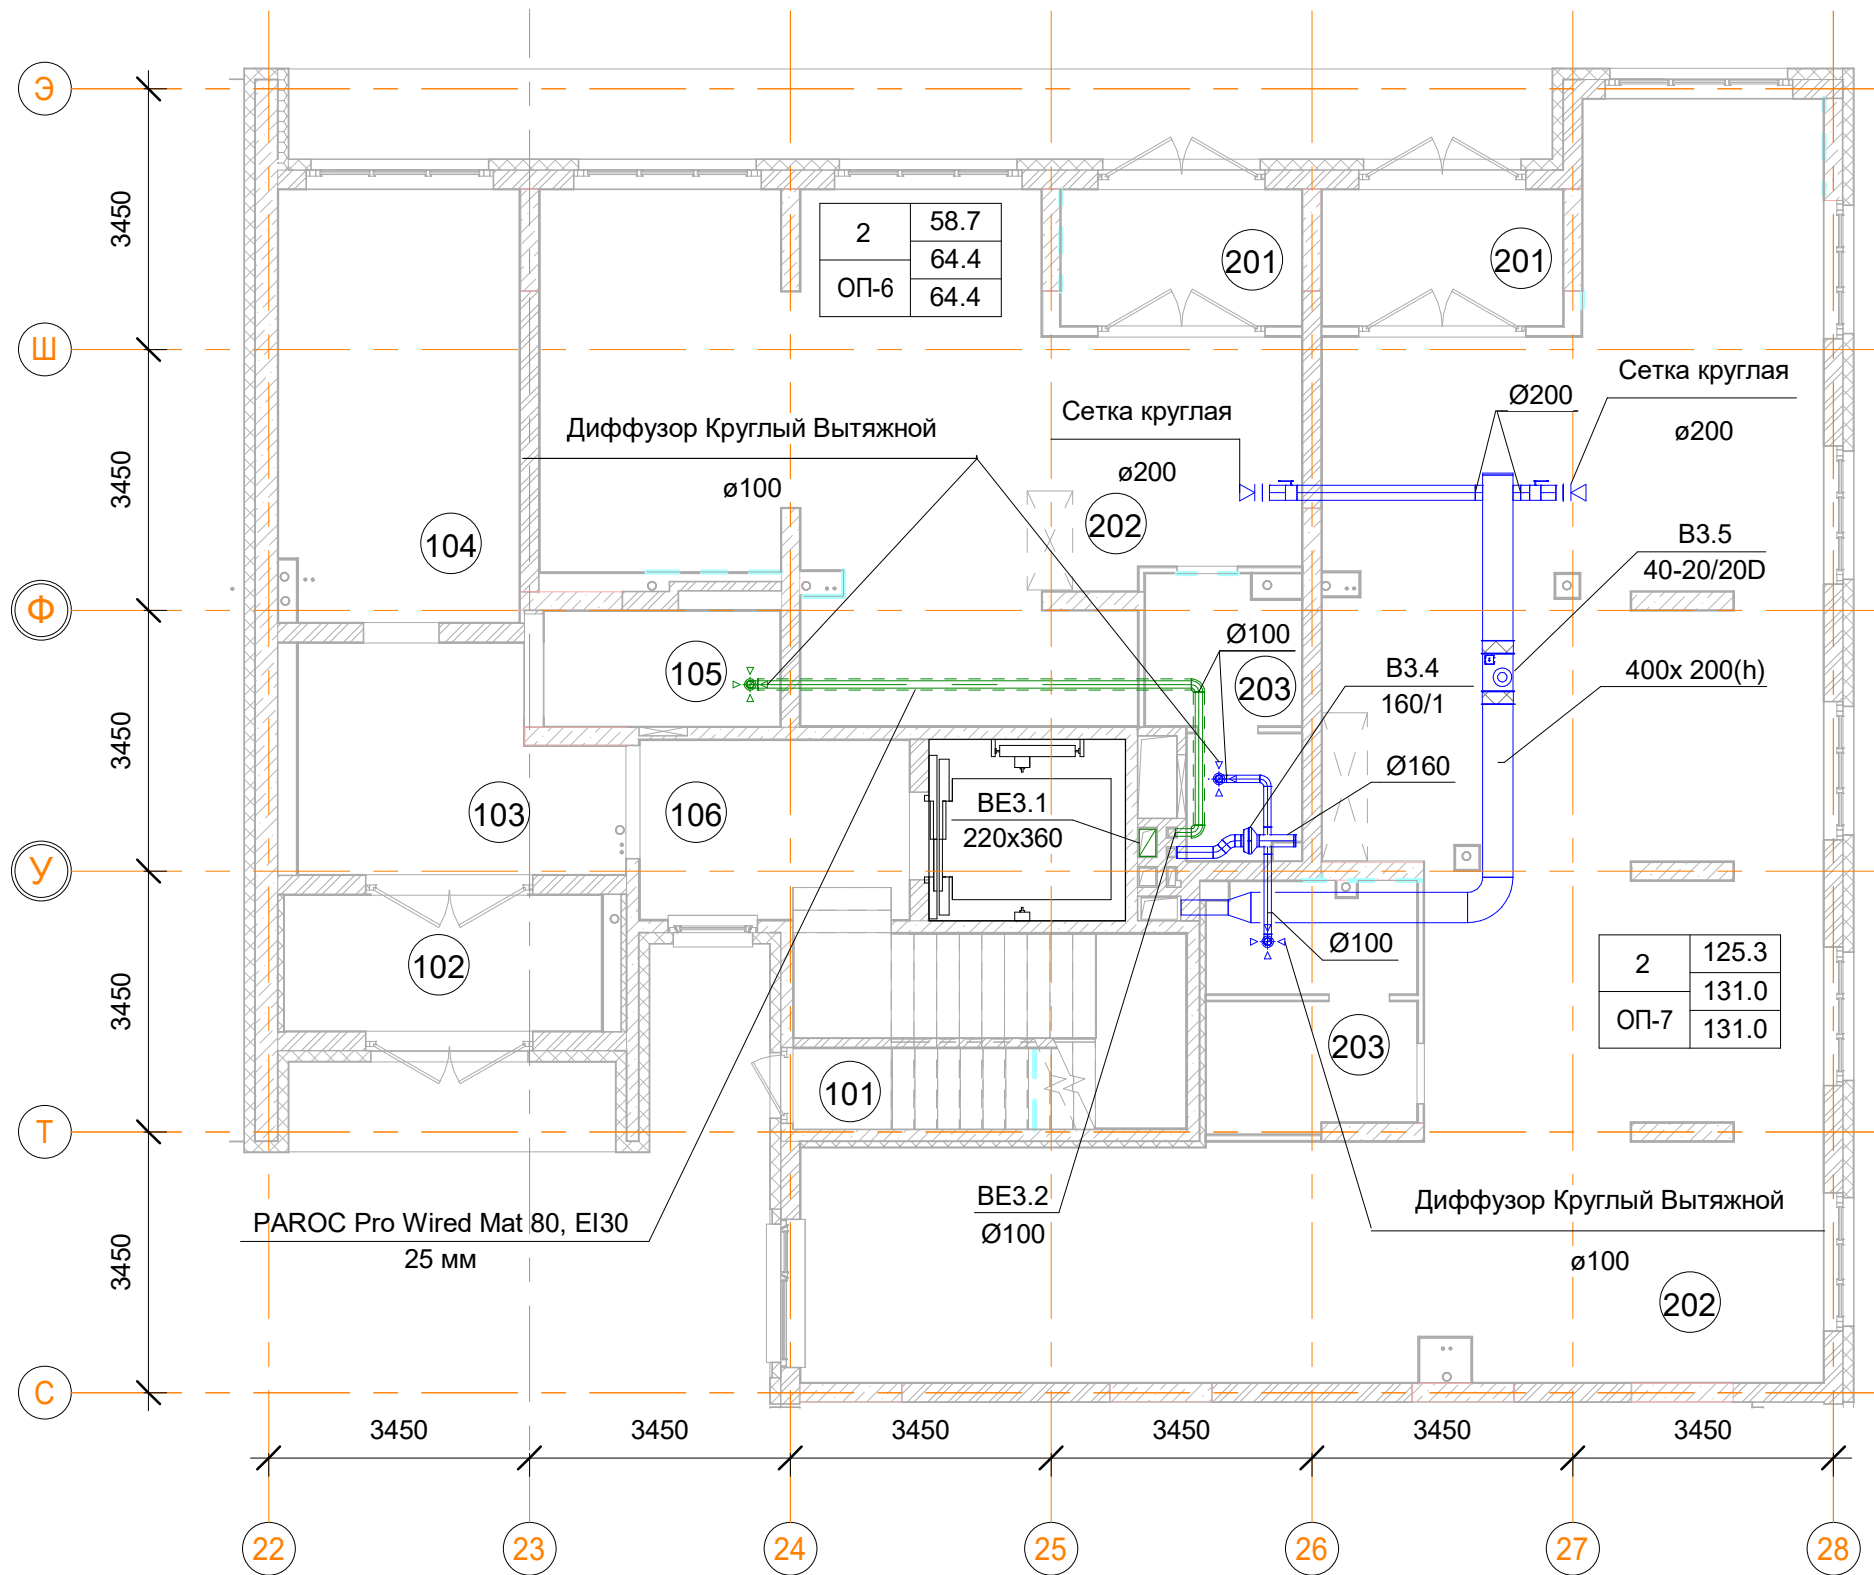 Э
3450
2
58.7
64.4
ОП-6
64.4
201
201
Ш
Сетка круглая
ø200
Ø200
Сетка круглая
ø200
Диффузор Круглый Вытяжной
ø100
3450
104
202
В3.5
40-20/20D
Ф
105
Ø100
203
В3.4
160/1
400x 200(h)
3450
Ø160
103
106
ВЕ3.1
220x360
У
Ø100
102
2
125.3
131.0
ОП-7
131.0
3450
203
101
Т
PAROC Pro Wired Mat 80, EI30
25 мм
ВЕ3.2
Ø100
Диффузор Круглый Вытяжной
ø100
3450
202
С
3450
3450
3450
3450
3450
3450
22
23
24
25
26
27
28